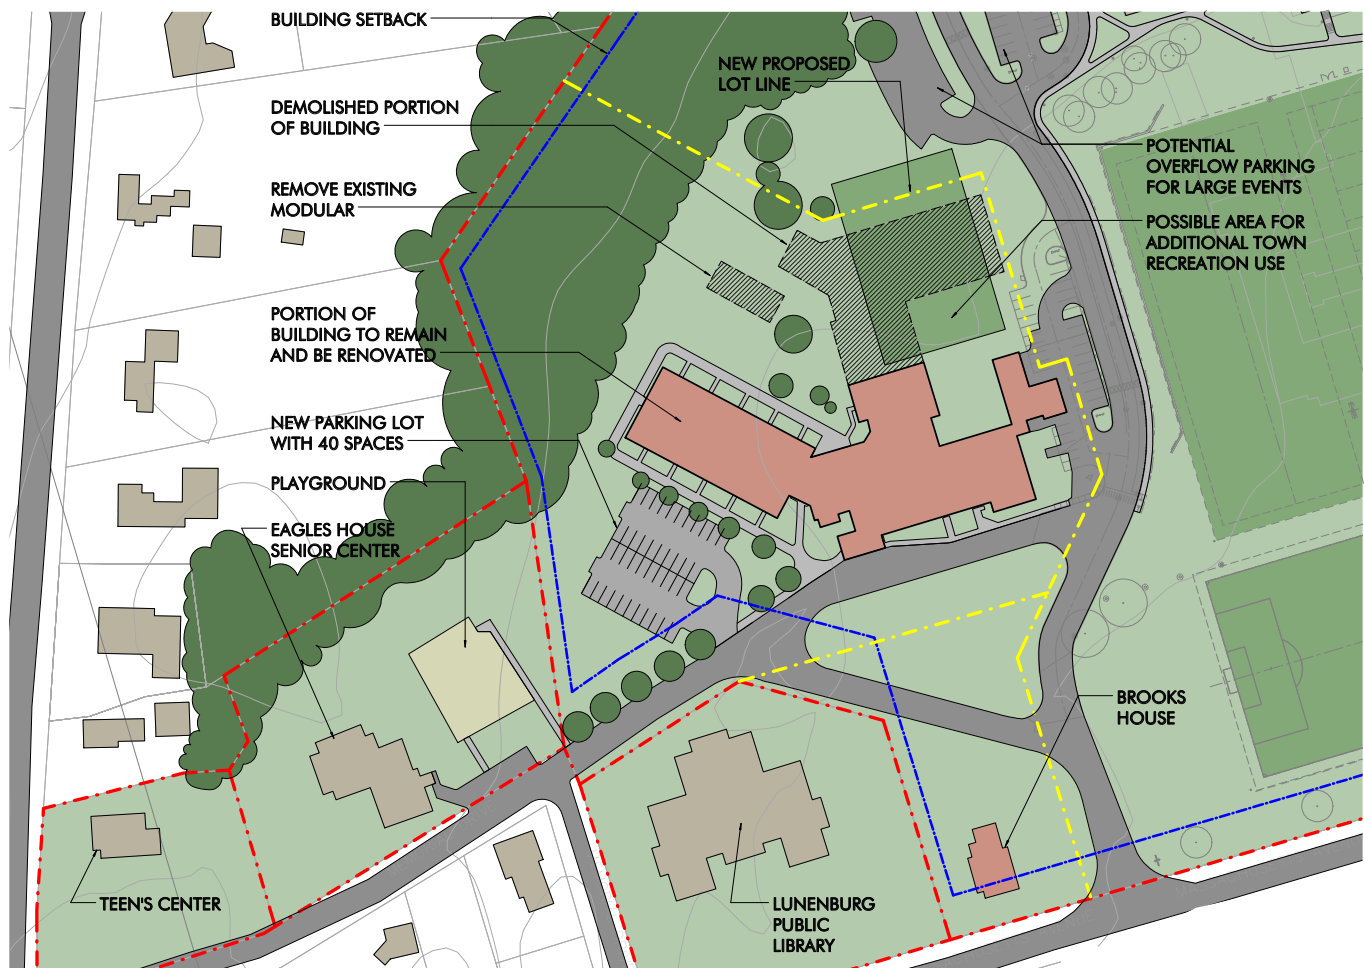 BUILDING SETBACK
NEW PROPOSED
LOT LINE
DEMOLISHED PORTION
OF BUILDING
POTENTIAL
OVERFLOW PARKING
FOR LARGE EVENTS
REMOVE EXISTING
MODULAR
POSSIBLE AREA FOR
ADDITIONAL TOWN
RECREATION USE
PORTION OF
BUILDING TO REMAIN
AND BE RENOVATED
NEW PARKING LOT
WITH 40 SPACES
PLAYGROUND
EAGLES HOUSE
SENIOR CENTER
BROOKS
HOUSE
TEEN'S CENTER
LUNENBURG
PUBLIC
LIBRARY